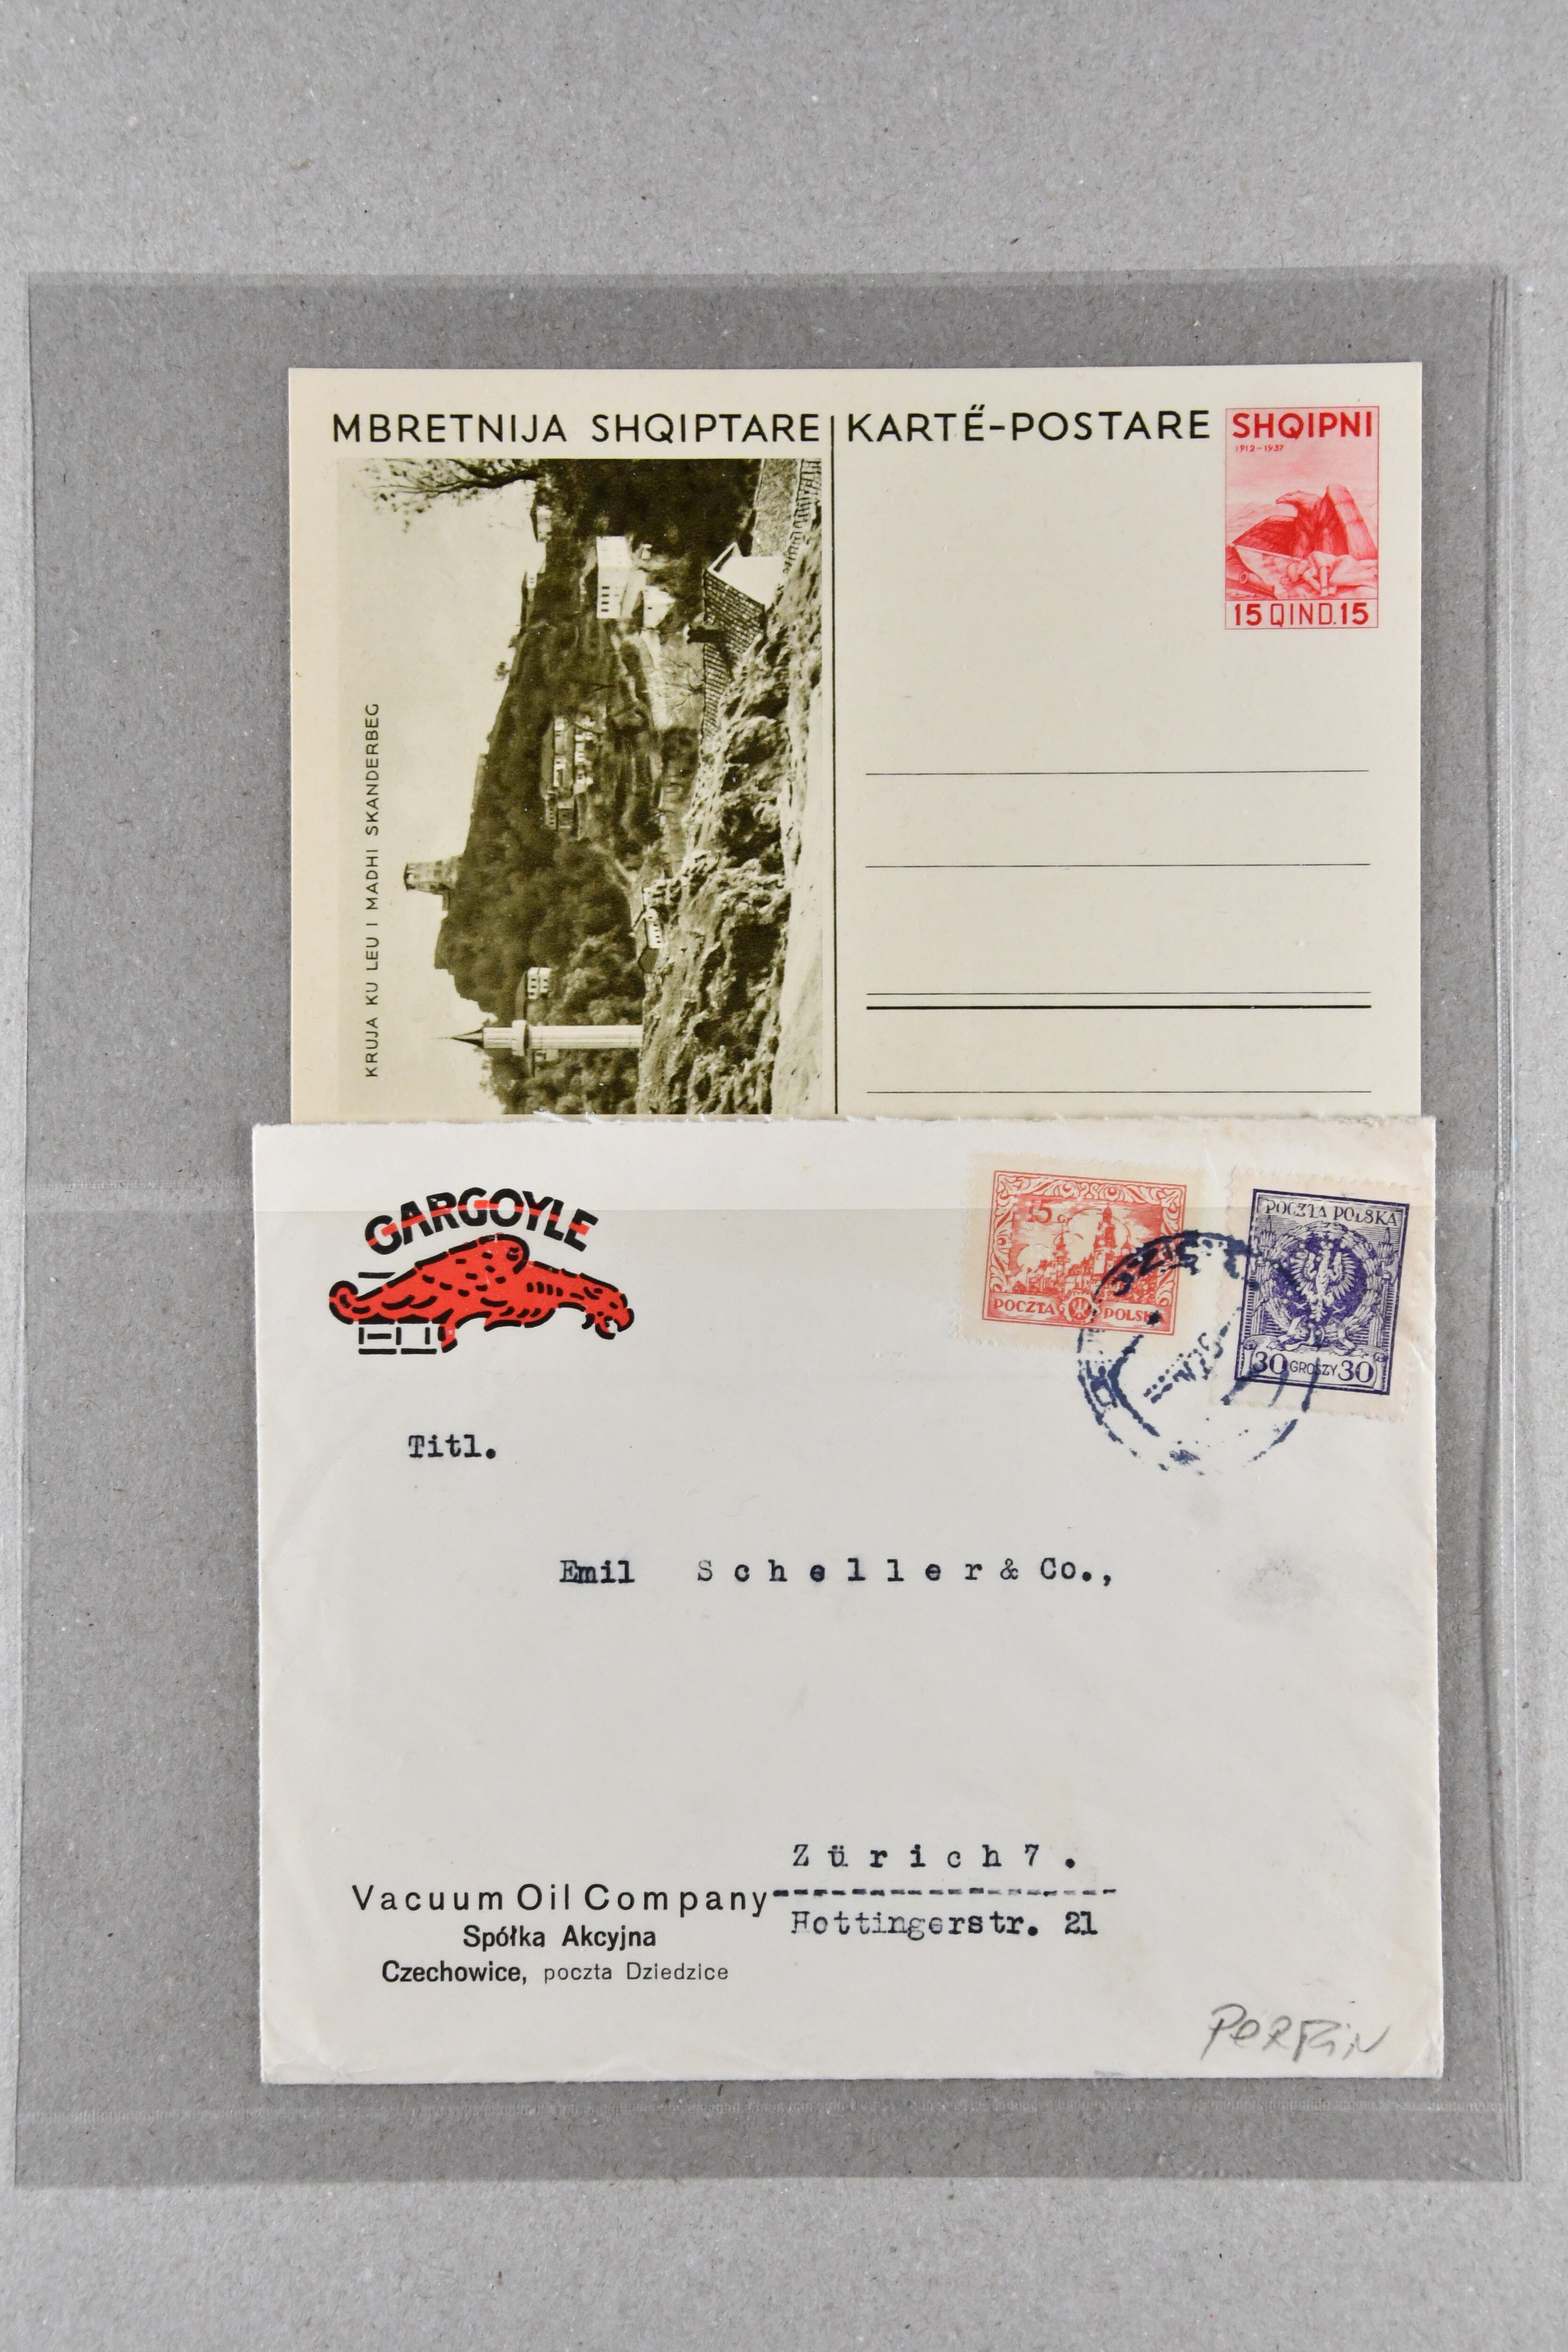 MBRETNIJA SHQIPTARE
KARTË-POSTARE
SHQIPNI
1912-1937
15 QIND. 15
KRUJA KU LEU I MADHI SKANDERBEG
GARGOYLE
15
POCZTA POLSKA
POCZTA POLSKA
30 GROSZY 30
Titl.
Emil Scheller & Co.,
Zürich 7.
Hottingerstr. 21
Vacuum Oil Company
Spółka Akcyjna
Czechowice, poczta Dziedzice
PERFIN